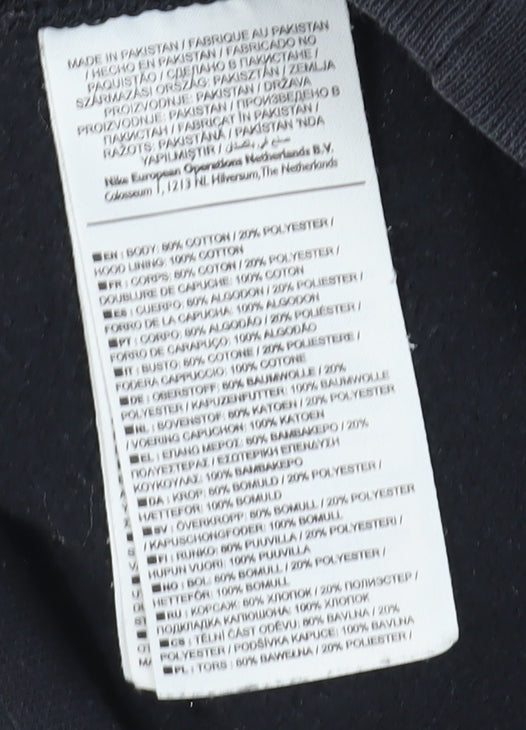 MADE IN PAKISTAN / FABRIQUE AU PAKISTAN
/ HECHO EN PAKISTAN / FABRICADO NO
PAQUISTÃO / СДЕЛАНО В ПАКИСТАНЕ /
SZÁRMAZÁSI ORSZÁG: PAKISZTÁN / ZEMLJA
PROIZVODNJE: PAKISTAN / DRŽAVA
PROIZVODNJE: PAKISTAN / ПРОИЗВЕДЕНО В
ПАКИСТАН / FABRICAT ÎN PAKISTAN /
RAŽOTS: PAKISTĀNĀ / PAKISTAN 'NDA
YAPILMIŞTIR / صنع في باكستان
Nike European Operations Netherlands B.V.
Colosseum 1, 1213 NL Hilversum, The Netherlands
EN : BODY: 80% COTTON / 20% POLYESTER /
HOOD LINING: 100% COTTON
FR : CORPS: 80% COTON / 20% POLYESTER /
DOUBLURE DE CAPUCHE: 100% COTON
ES : CUERPO: 80% ALGODON / 20% POLIESTER /
FORRO DE LA CAPUCHA: 100% ALGODON
PT : CORPO: 80% ALGODÃO / 20% POLIÉSTER /
FORRO DE CARAPUÇO: 100% ALGODÃO
IT : BUSTO: 80% COTONE / 20% POLIESTERE /
FODERA CAPPUCCIO: 100% COTONE
DE : OBERSTOFF: 80% BAUMWOLLE / 20%
POLYESTER / KAPUZENFUTTER: 100% BAUMWOLLE
NL : BOVENSTOF: 80% KATOEN / 20% POLYESTER
/ VOERING CAPUCHON: 100% KATOEN
EL : ΕΠΑΝΩ ΜΕΡΟΣ: 80% ΒΑΜΒΑΚΕΡΟ / 20%
ΠΟΛΥΕΣΤΕΡΑΣ / ΕΣΩΤΕΡΙΚΗ ΕΠΕΝΔΥΣΗ
ΚΟΥΚΟΥΛΑΣ: 100% ΒΑΜΒΑΚΕΡΟ
DA : KROP: 80% BOMULD / 20% POLYESTER /
HÆTTEFOR: 100% BOMULD
SV : ÖVERKROPP: 80% BOMULL / 20% POLYESTER
/ KAPUSCHONGFODER: 100% BOMULL
FI : RUNKO: 80% PUUVILLA / 20% POLYESTERI /
HUPUN VUORI: 100% PUUVILLA
NO : BOL: 80% BOMULL / 20% POLYESTER /
HETTEFÔR: 100% BOMULL
RU : КОРСАЖ: 80% ХЛОПОК / 20% ПОЛИЭСТЕР /
ПОДКЛАДКА КАПЮШОНА: 100% ХЛОПОК
CS : TĚLNÍ ČÁST ODĚVU: 80% BAVLNA / 20%
POLYESTER / PODŠÍVKA KAPUCE: 100% BAVLNA
PL : TORS : 80% BAWEŁNA / 20% POLIESTER /